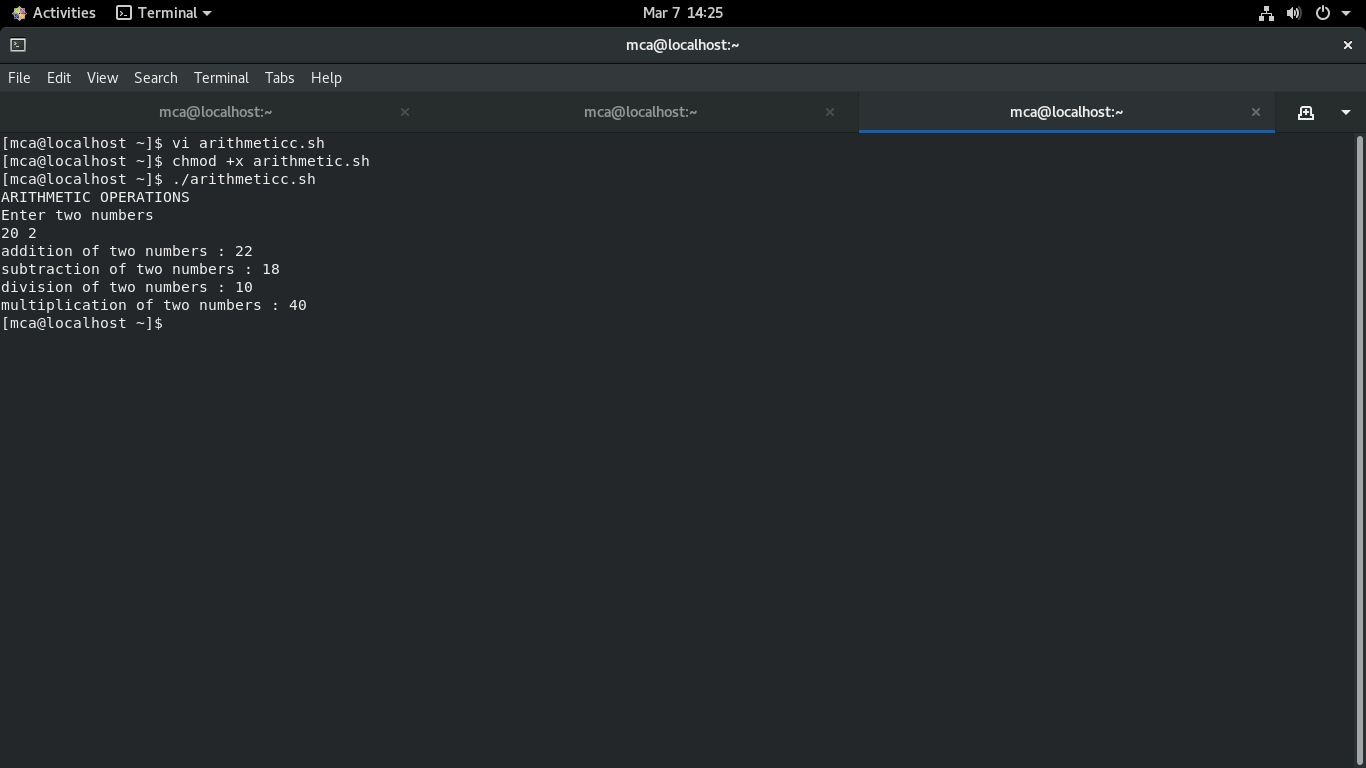 Activities Terminal Mar 7 14:25
mca@localhost:~
File Edit View Search Terminal Tabs Help
mca@localhost:~ mca@localhost:~ mca@localhost:~
[mca@localhost ~]$ vi arithmeticc.sh
[mca@localhost ~]$ chmod +x arithmetic.sh
[mca@localhost ~]$ ./arithmeticc.sh
ARITHMETIC OPERATIONS
Enter two numbers
20 2
addition of two numbers : 22
subtraction of two numbers : 18
division of two numbers : 10
multiplication of two numbers : 40
[mca@localhost ~]$